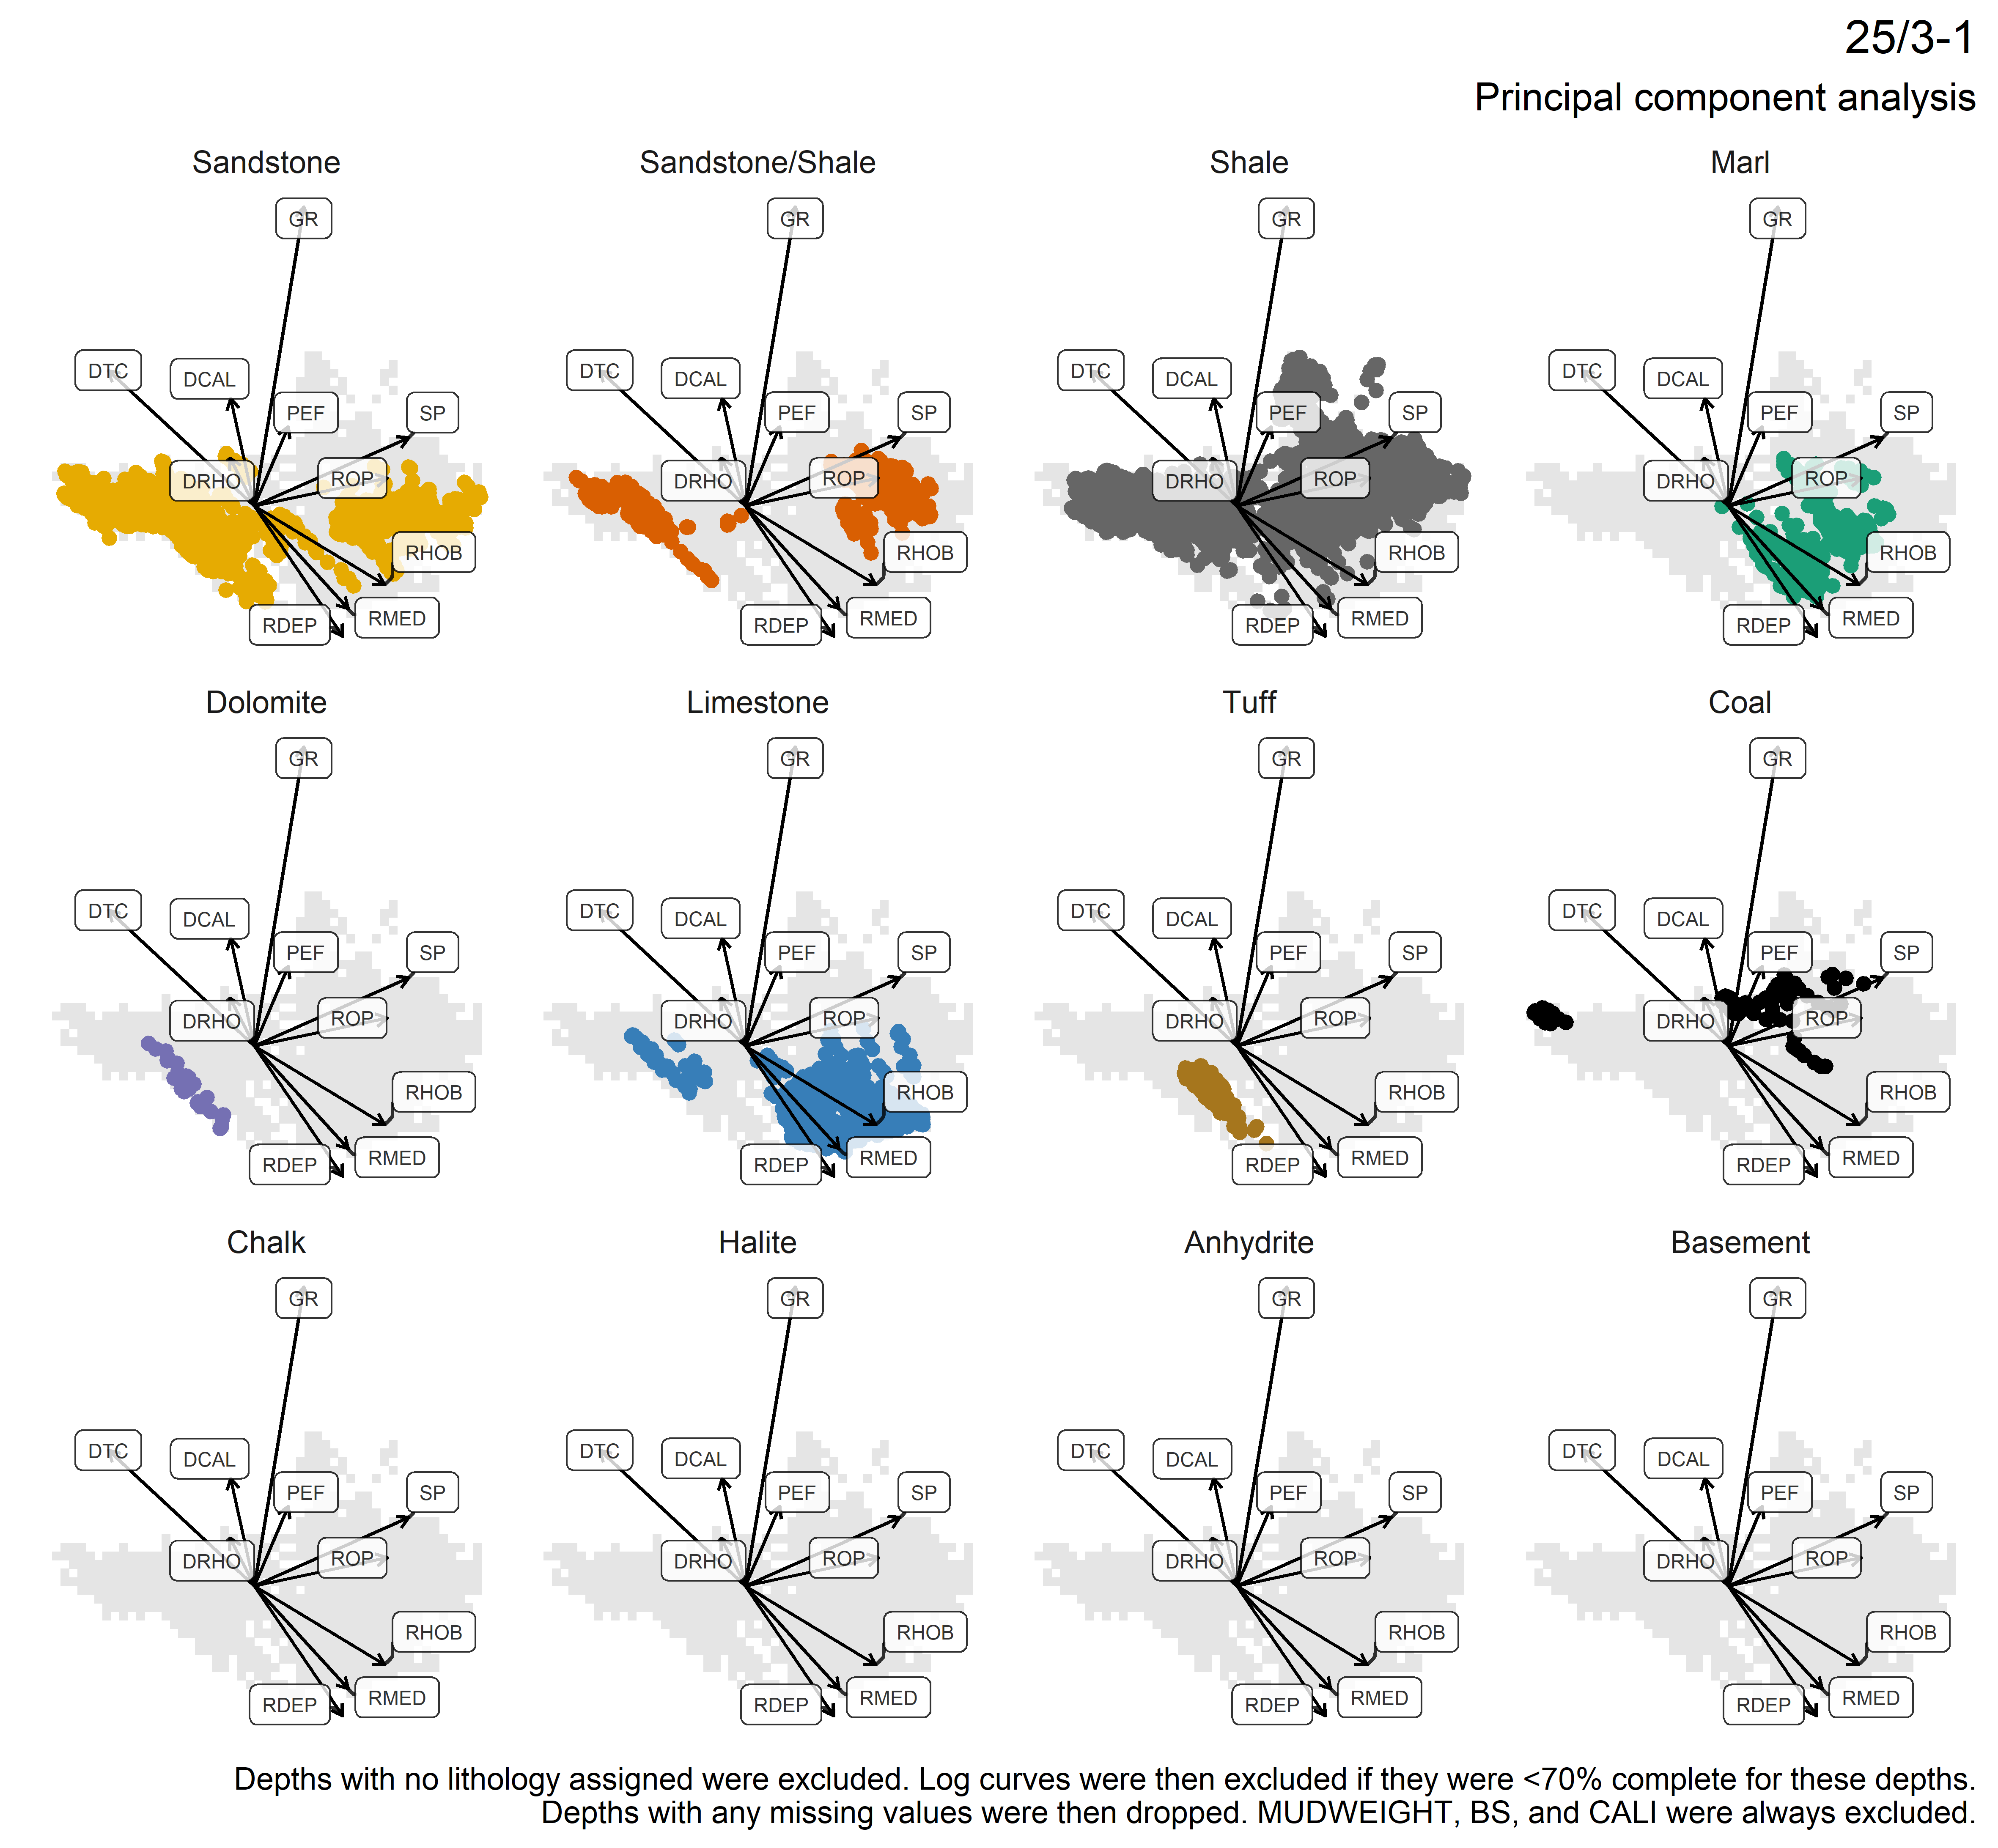 25/3-1
Principal component analysis
Sandstone Sandstone/Shale Shale Marl
GR GR GR GR
DTC DCAL PEF SP DTC DCAL PEF SP DTC DCAL PEF SP DTC DCAL PEF SP
DRHO ROP DRHO ROP DRHO ROP DRHO ROP
RHOB RHOB RHOB RHOB
RDEP RMED RDEP RMED RDEP RMED RDEP RMED
Dolomite Limestone Tuff Coal
GR GR GR GR
DTC DCAL PEF SP DTC DCAL PEF SP DTC DCAL PEF SP DTC DCAL PEF SP
DRHO ROP DRHO ROP DRHO ROP DRHO ROP
RHOB RHOB RHOB RHOB
RDEP RMED RDEP RMED RDEP RMED RDEP RMED
Chalk Halite Anhydrite Basement
GR GR GR GR
DTC DCAL PEF SP DTC DCAL PEF SP DTC DCAL PEF SP DTC DCAL PEF SP
DRHO ROP DRHO ROP DRHO ROP DRHO ROP
RHOB RHOB RHOB RHOB
RDEP RMED RDEP RMED RDEP RMED RDEP RMED
Depths with no lithology assigned were excluded. Log curves were then excluded if they were <70% complete for these depths.
Depths with any missing values were then dropped. MUDWEIGHT, BS, and CALI were always excluded.